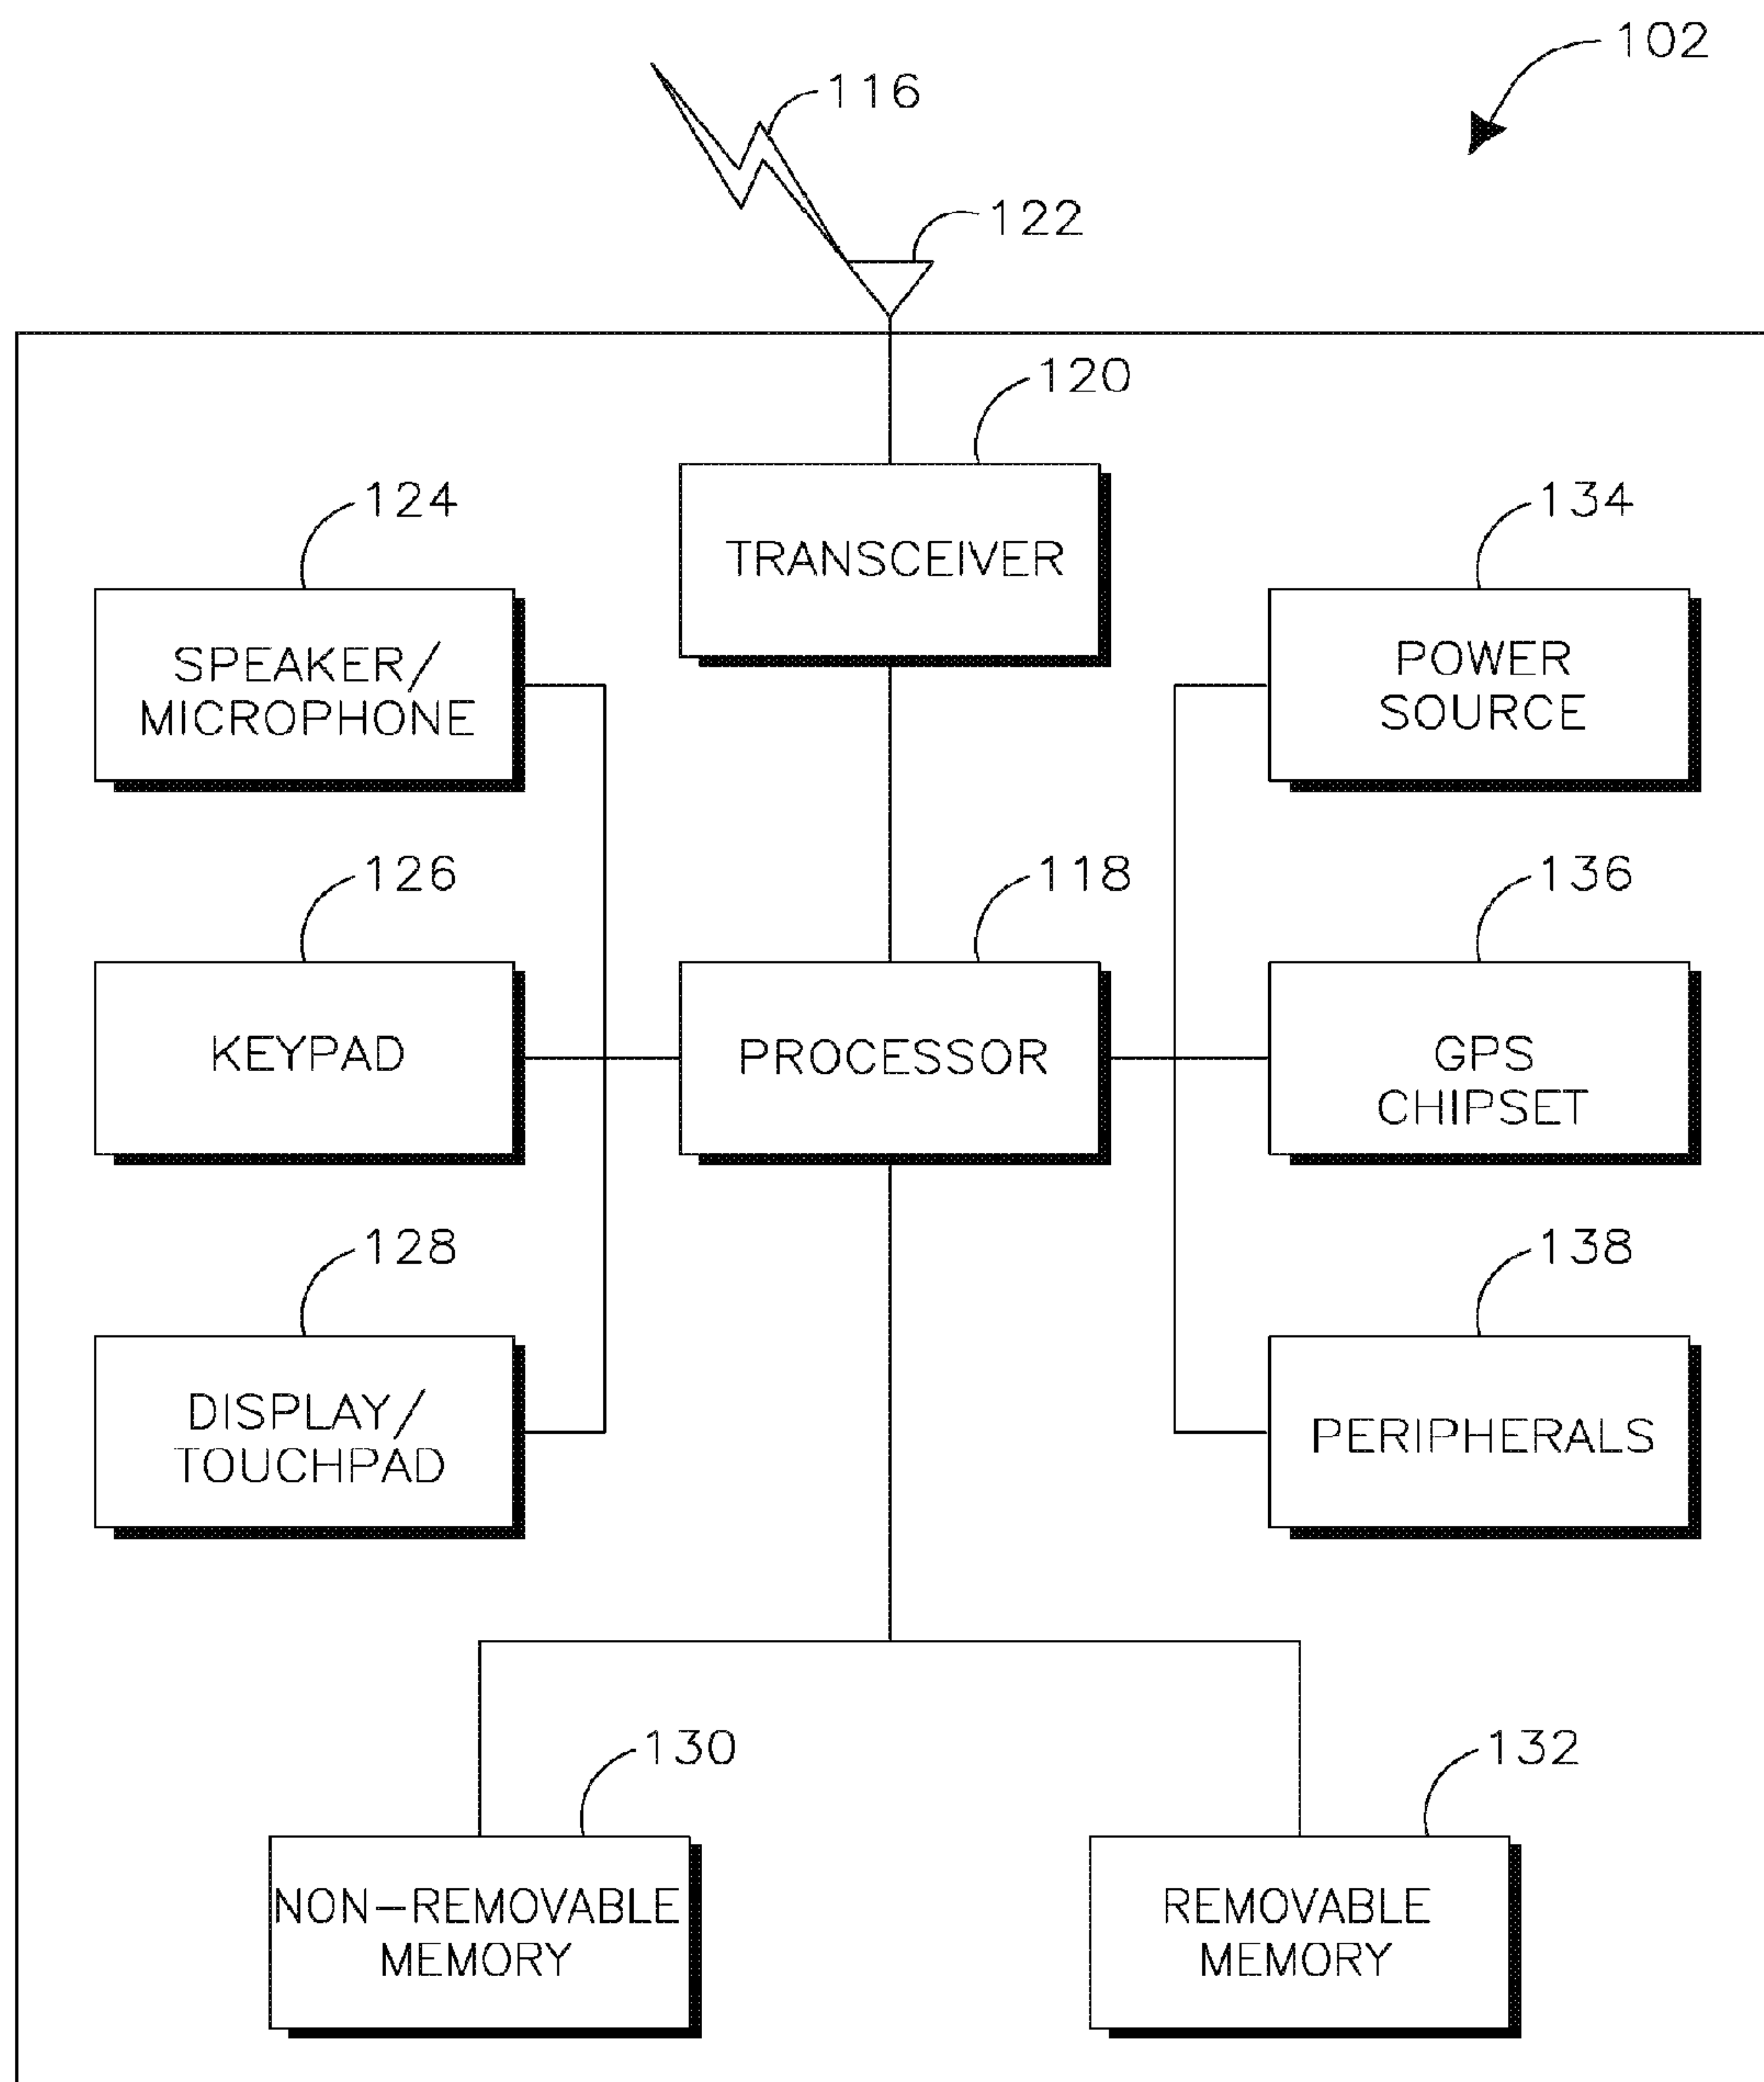 102
116
122
120
TRANSCEIVER
124
SPEAKER/
MICROPHONE
134
POWER
SOURCE
126
KEYPAD
118
PROCESSOR
136
GPS
CHIPSET
128
DISPLAY/
TOUCHPAD
138
PERIPHERALS
130
NON-REMOVABLE
MEMORY
132
REMOVABLE
MEMORY